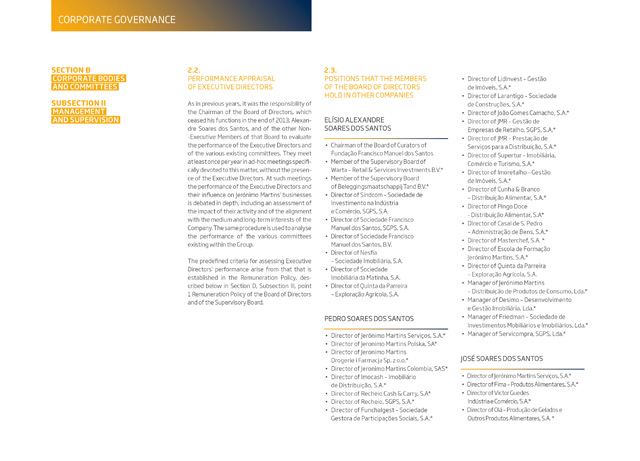 CORPORATE GOVERNANCE
SECTION B
CORPORATE BODIES
AND COMMITTEES
SUBSECTION II
MANAGEMENT
AND SUPERVISION
2.2.
PERFORMANCE APPRAISAL
OF EXECUTIVE DIRECTORS
As in previous years, it was the responsibility of
the Chairman of the Board of Directors, which
ceased his functions in the end of 2013, Alexan-
dre Soares dos Santos, and of the other Non-
-Executive Members of that Board to evaluate
the performance of the Executive Directors and
of the various existing committees. They meet
at least once per year in ad-hoc meetings specifi-
cally devoted to this matter, without the presen-
ce of the Executive Directors. At such meetings
the performance of the Executive Directors and
their influence on Jerónimo Martins' businesses
is debated in depth, including an assessment of
the impact of their activity and of the alignment
with the medium and long-term interests of the
Company. The same procedure is used to analyse
the performance of the various committees
existing within the Group.
The predefined criteria for assessing Executive
Directors' performance arise from that that is
established in the Remuneration Policy, des-
cribed below in Section D, Subsection II, point
1 Remuneration Policy of the Board of Directors
and of the Supervisory Board.
2.3.
POSITIONS THAT THE MEMBERS
OF THE BOARD OF DIRECTORS
HOLD IN OTHER COMPANIES
ELÍSIO ALEXANDRE
SOARES DOS SANTOS
• Chairman of the Board of Curators of
Fundação Francisco Manuel dos Santos
• Member of the Supervisory Board of
Warta - Retail & Services Investments B.V.*
• Member of the Supervisory Board
of Beleggingsmaatschappij Tand B.V.*
• Director of Sindcom – Sociedade de
Investimento na Indústria
e Comércio, SGPS, S.A.
• Director of Sociedade Francisco
Manuel dos Santos, SGPS, S.A.
• Director of Sociedade Francisco
Manuel dos Santos, B.V.
• Director of Nesfia
– Sociedade Imobiliária, S.A.
• Director of Sociedade
Imobiliária da Matinha, S.A.
• Director of Quinta da Parreira
– Exploração Agrícola, S.A.
PEDRO SOARES DOS SANTOS
• Director of Jerónimo Martins Serviços, S.A.*
• Director of Jeronimo Martins Polska, SA*
• Director of Jeronimo Martins
Drogerie i Farmacja Sp. z o.o.*
• Director of Jeronimo Martins Colombia, SAS*
• Director of Imocash – Imobiliário
de Distribuição, S.A.*
• Director of Recheio Cash & Carry, S.A*
• Director of Recheio, SGPS, S.A.*
• Director of Funchalgest – Sociedade
Gestora de Participações Sociais, S.A.*
• Director of Lidinvest – Gestão
de Imóveis, S.A.*
• Director of Larantigo – Sociedade
de Construções, S.A.*
• Director of João Gomes Camacho, S.A.*
• Director of JMR - Gestão de
Empresas de Retalho, SGPS, S.A.*
• Director of JMR – Prestação de
Serviços para a Distribuição, S.A.*
• Director of Supertur – Imobiliária,
Comércio e Turismo, S.A.*
• Director of Imoretalho – Gestão
de Imóveis, S.A.*
• Director of Cunha & Branco
– Distribuição Alimentar, S.A.*
• Director of Pingo Doce
- Distribuição Alimentar, S.A*
• Director of Casal de S. Pedro
– Administração de Bens, S.A.*
• Director of Masterchef, S.A. *
• Director of Escola de Formação
Jerónimo Martins, S.A.*
• Director of Quinta da Parreira
- Exploração Agrícola, S.A.
• Manager of Jerónimo Martins
– Distribuição de Produtos de Consumo, Lda.*
• Manager of Desimo – Desenvolvimento
e Gestão Imobiliária, Lda.*
• Manager of Friedman – Sociedade de
Investimentos Mobiliários e Imobiliários, Lda.*
• Manager of Servicompra, SGPS, Lda.*
JOSÉ SOARES DOS SANTOS
• Director of Jerónimo Martins Serviços, S.A.*
• Director of Fima – Produtos Alimentares, S.A.*
• Director of Victor Guedes
Indústria e Comércio, S.A.*
• Director of Olá – Produção de Gelados e
Outros Produtos Alimentares, S.A. *